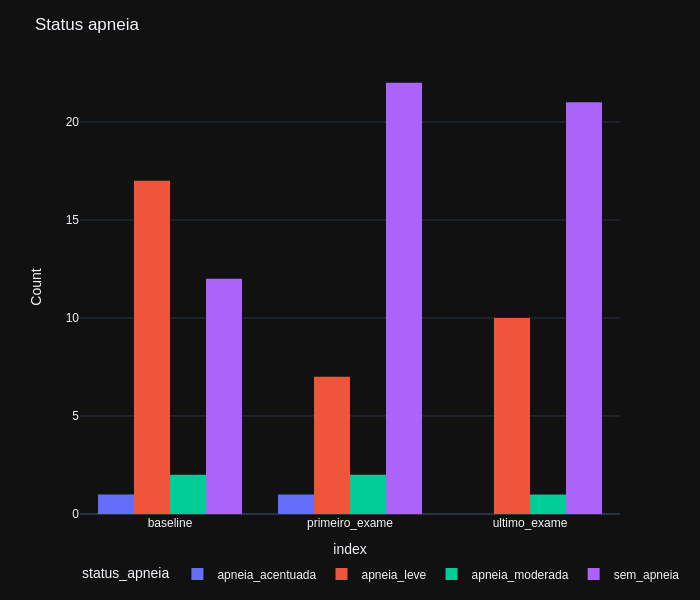 Status apneia
Count
20
15
10
5
0
baseline
primeiro_exame
ultimo_exame
index
status_apneia
apneia_acentuada
apneia_leve
apneia_moderada
sem_apneia